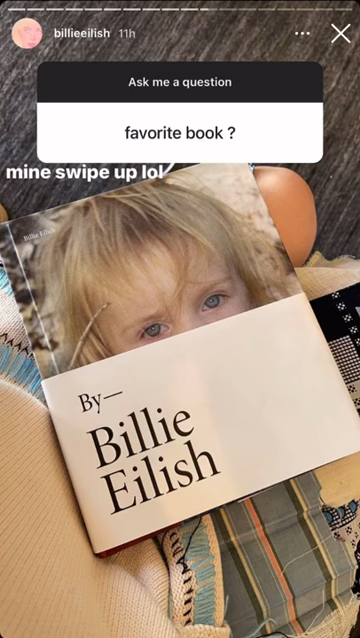 billieeilish 11h
Ask me a question
favorite book ?
mine swipe up lol
Billie Eilish
By—
Billie
Eilish